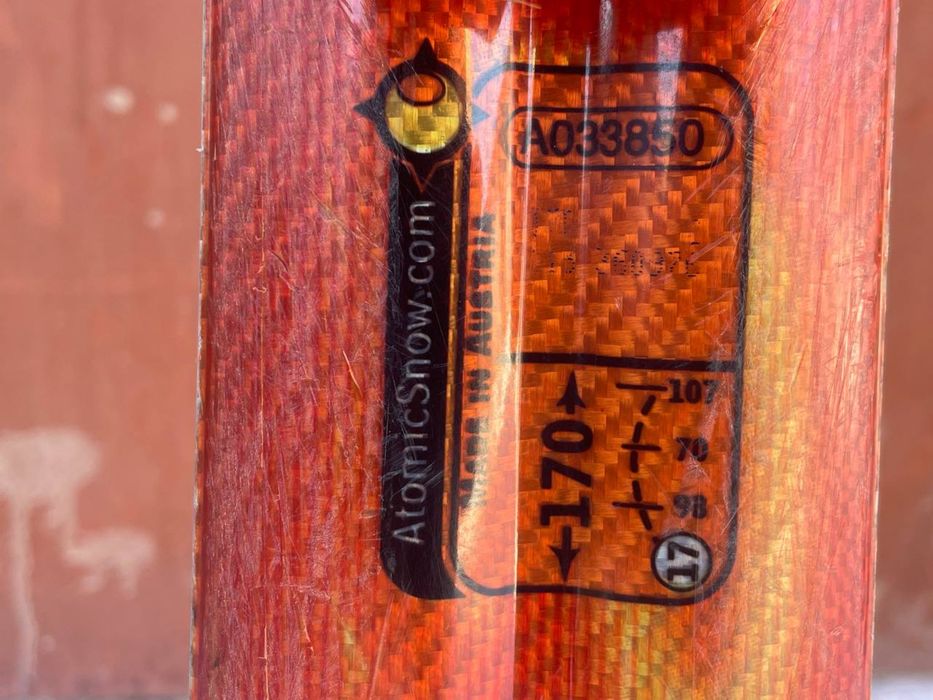 A033850
AtomicSnow.com
MADE IN AUSTRIA
170
107
70
98
17